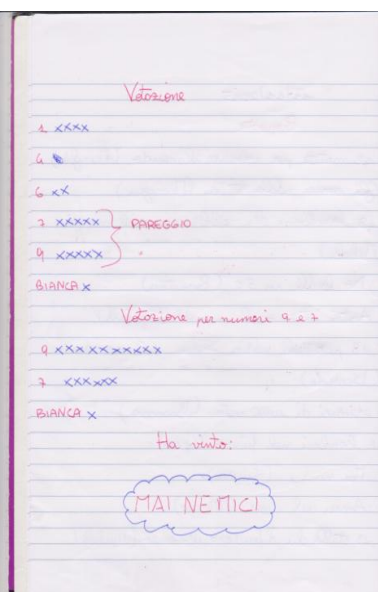 Votazione
1 xxxx
4
6 xx
7 xxxxx } PAREGGIO
9 xxxxx
BIANCA x
Votazione per numeri 9 e 7
9 xxxxxxxxxx
7 xxxxxx
BIANCA x
Ha vinto:
MAI NEMICI